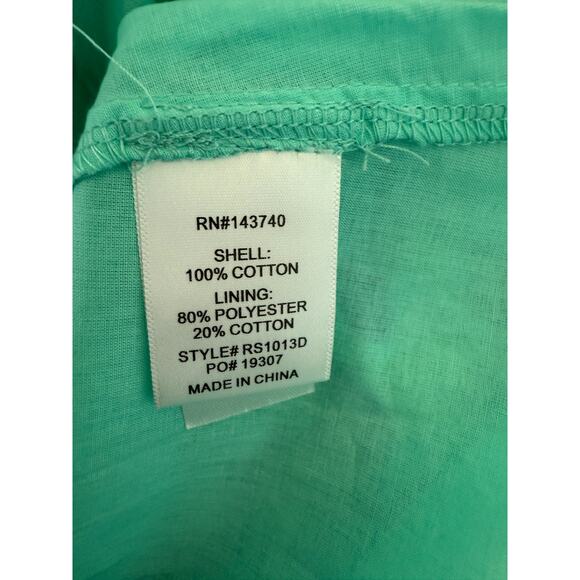 RN#143740
SHELL:
100% COTTON
LINING:
80% POLYESTER
20% COTTON
STYLE# RS1013D
PO# 19307
MADE IN CHINA